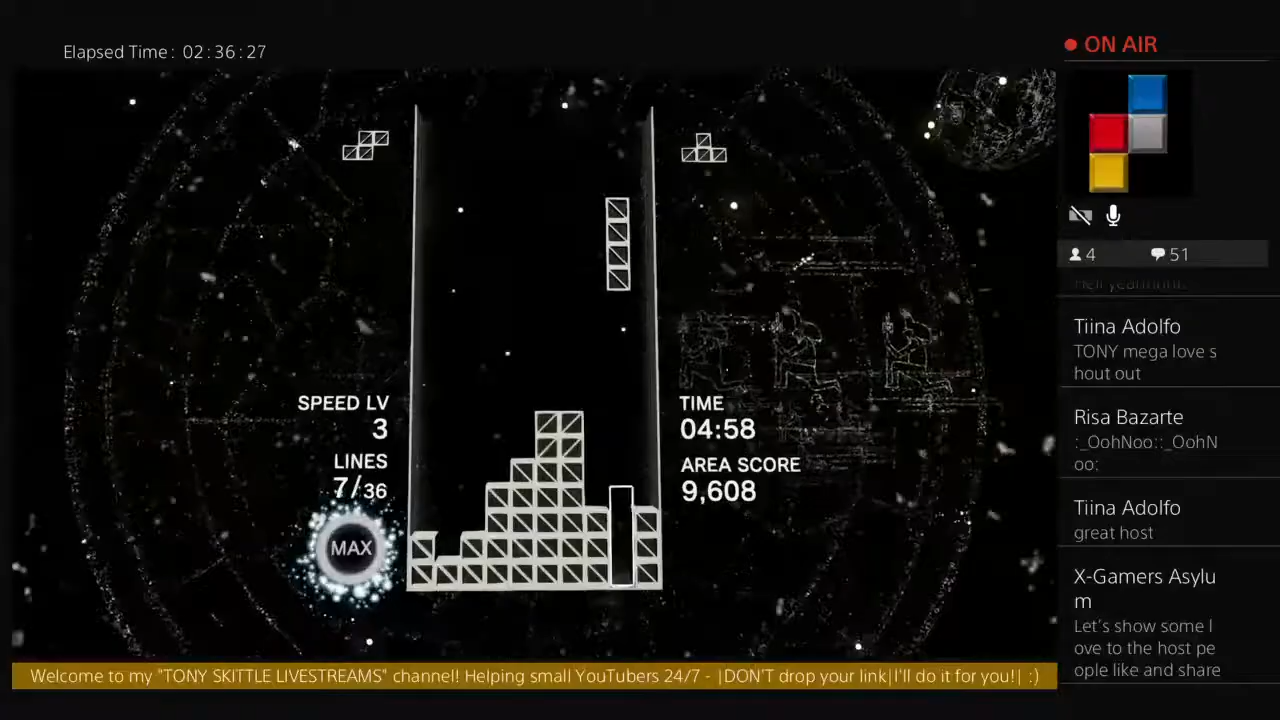 Elapsed Time: 02:36:27
ON AIR
4
51
Hell yeahhhhh.
SPEED LV
3
LINES
7/36
MAX
TIME
04:58
AREA SCORE
9,608
Tiina Adolfo
TONY mega love s
hout out
Risa Bazarte
:_OohNoo::_OohN
oo:
Tiina Adolfo
great host
X-Gamers Asylu
m
Let's show some l
ove to the host pe
ople like and share
Welcome to my "TONY SKITTLE LIVESTREAMS" channel! Helping small YouTubers 24/7 - |DON'T drop your link|I'll do it for you!| :)